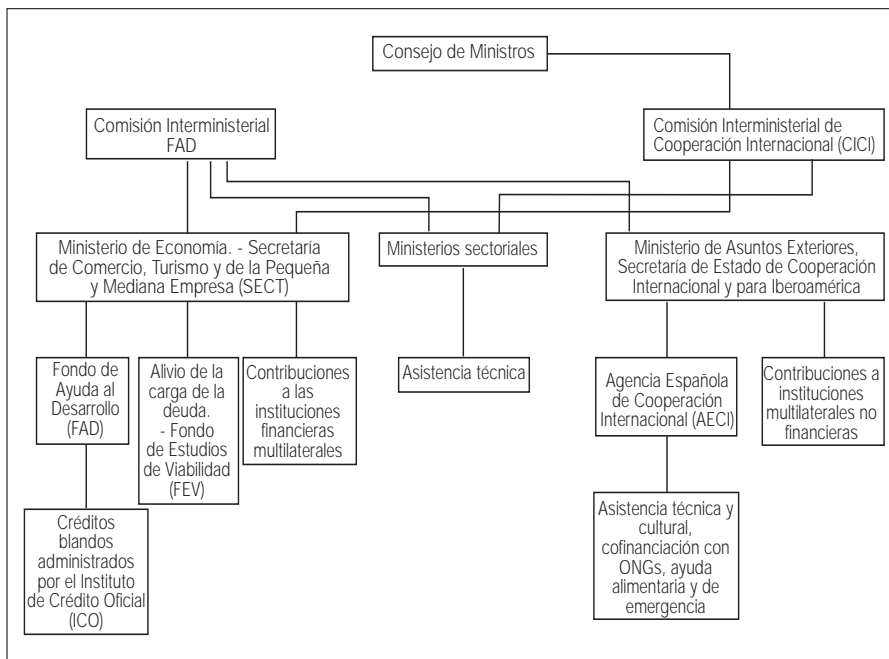 Consejo de Ministros
Comisión Interministerial
FAD
Comisión Interministerial de
Cooperación Internacional (CICI)
Ministerio de Economía. - Secretaría
de Comercio, Turismo y de la Pequeña
y Mediana Empresa (SECT)
Ministerios sectoriales
Ministerio de Asuntos Exteriores,
Secretaría de Estado de Cooperación
Internacional y para Iberoamérica
Fondo de
Ayuda al
Desarrollo
(FAD)
Alivio de la
carga de la
deuda.
- Fondo
de Estudios
de Viabilidad
(FEV)
Contribuciones
a las
instituciones
financieras
multilaterales
Asistencia técnica
Agencia Española
de Cooperación
Internacional (AECI)
Contribuciones a
instituciones
multilaterales no
financieras
Créditos
blandos
administrados
por el Instituto
de Crédito Oficial
(ICO)
Asistencia técnica y
cultural,
cofinanciación con
ONGs, ayuda
alimentaria y de
emergencia